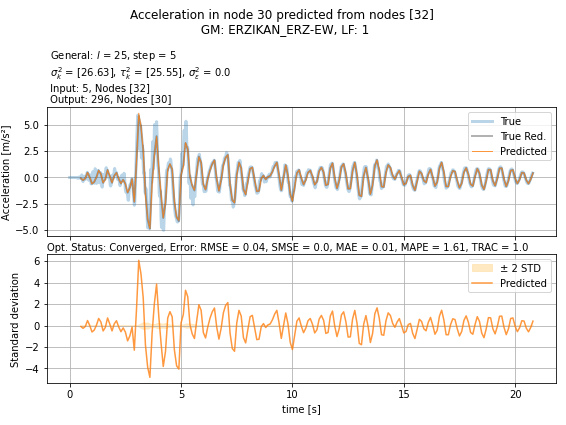 Acceleration in node 30 predicted from nodes [32]
GM: ERZIKAN_ERZ-EW, LF: 1
General: l = 25, step = 5
σ²ₖ = [26.63], τ²ₖ = [25.55], σ²ε = 0.0
Input: 5, Nodes [32]
Output: 296, Nodes [30]
Acceleration [m/s²]
5.0
2.5
0.0
−2.5
−5.0
True
True Red.
Predicted
Opt. Status: Converged, Error: RMSE = 0.04, SMSE = 0.0, MAE = 0.01, MAPE = 1.61, TRAC = 1.0
Standard deviation
6
4
2
0
−2
−4
± 2 STD
Predicted
0 5 10 15 20
time [s]